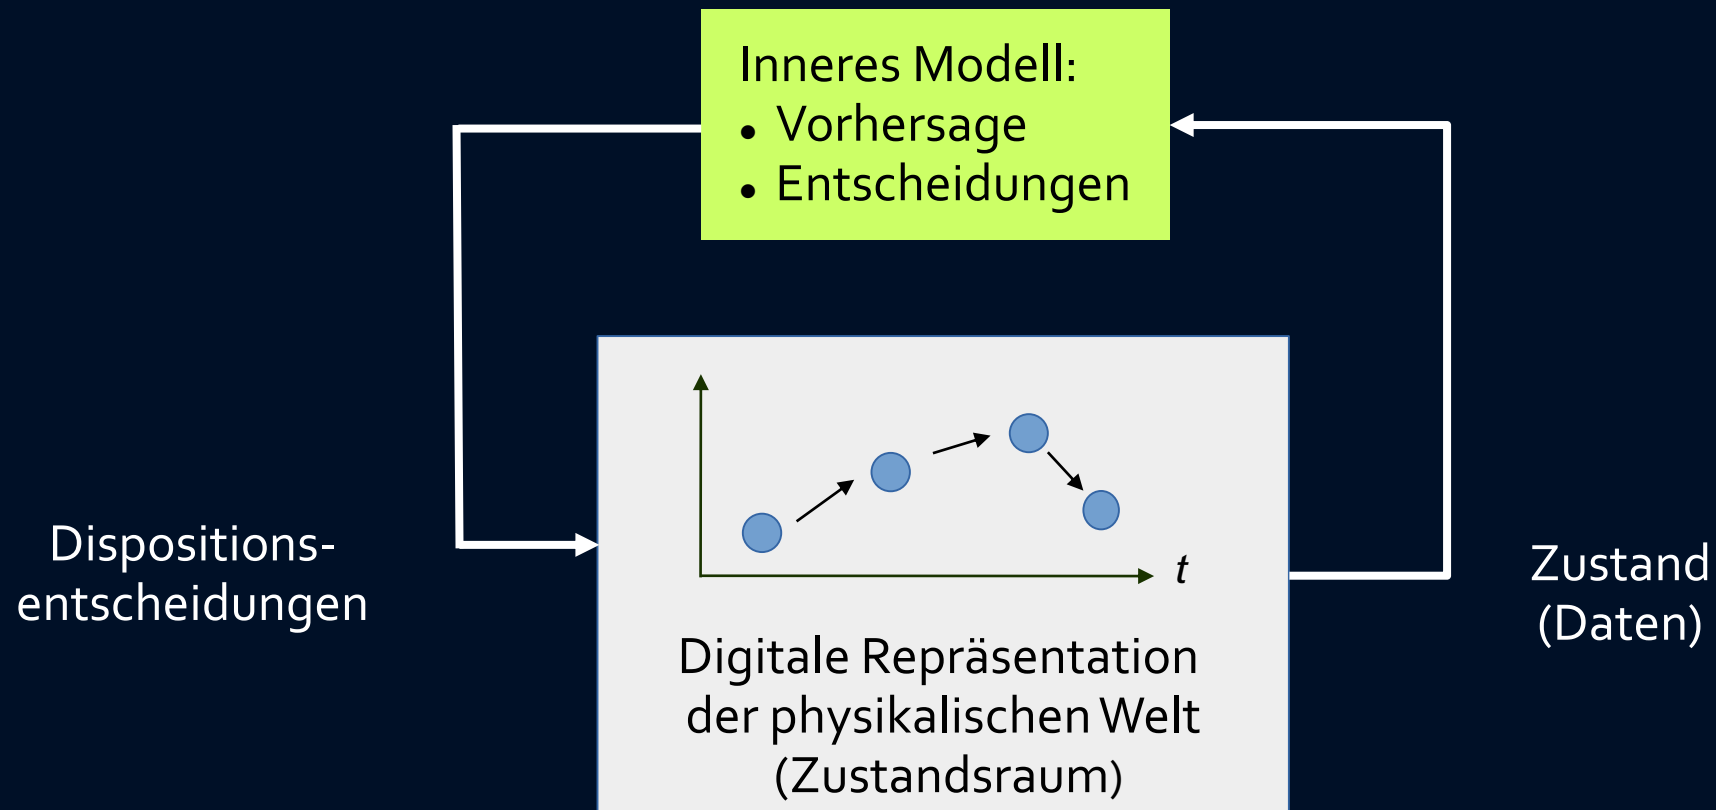 Inneres Modell:
• Vorhersage
• Entscheidungen
Dispositions-
entscheidungen
t
Digitale Repräsentation
der physikalischen Welt
(Zustandsraum)
Zustand
(Daten)